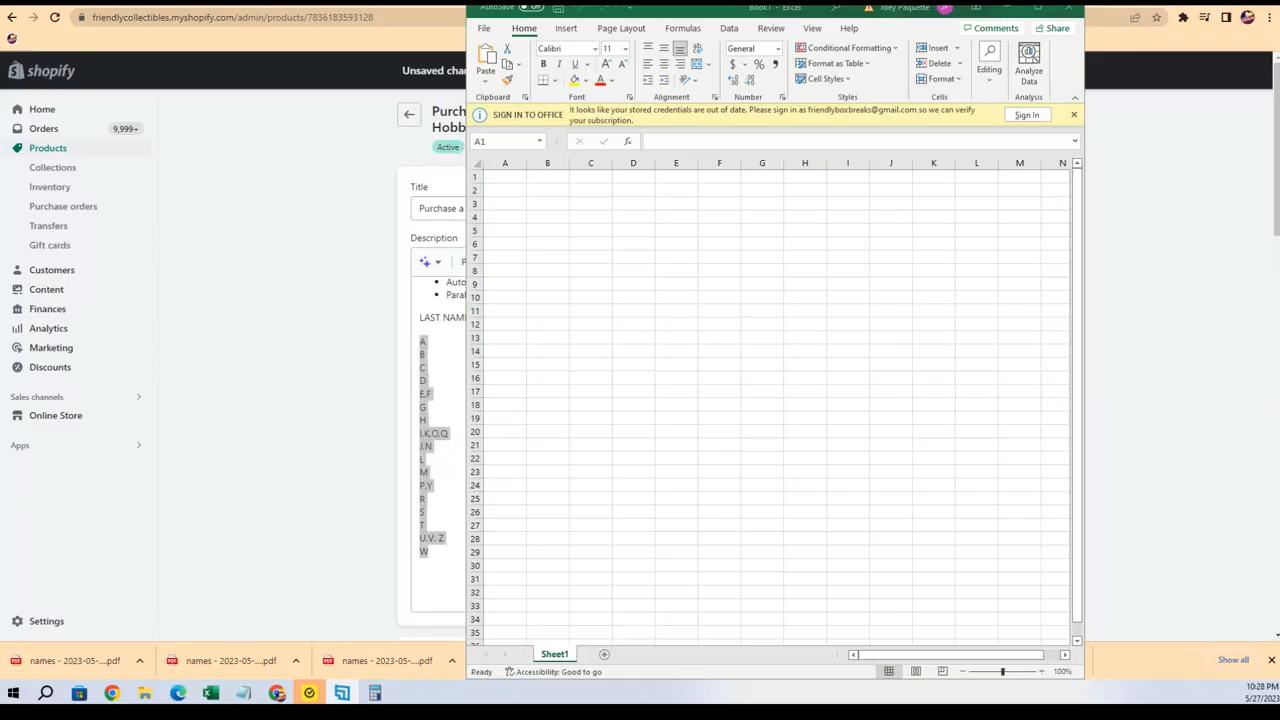 friendlycollectibles.myshopify.com/admin/products/7836183593128
AutoSave Off Book1 - Excel Joey Paquette JP
File Home Insert Page Layout Formulas Data Review View Help Comments Share
shopify
Unsaved chan
Paste
Calibri 11
B I U
General
Conditional Formatting
Format as Table
Cell Styles
Insert
Delete
Format
Editing
Analyze
Data
Clipboard Font Alignment Number Styles Cells Analysis
SIGN IN TO OFFICE It looks like your stored credentials are out of date. Please sign in as friendlyboxbreaks@gmail.com so we can verify
your subscription.
Sign In
A1 fx
A B C D E F G H I J K L M N
1
2
3
4
5
6
7
8
9
10
11
12
13
14
15
16
17
18
19
20
21
22
23
24
25
26
27
28
29
30
31
32
33
34
35
Home
Orders 9,999+
Products
Collections
Inventory
Purchase orders
Transfers
Gift cards
Customers
Content
Finances
Analytics
Marketing
Discounts
Sales channels
Online Store
Apps
Settings
Purch
Hobb
Active
Title
Purchase a
Description
P
Auto
Paral
LAST NAM
A
B
C
D
E.F
G
H
I.K.O.Q
J.N
L
M
P.Y
R
S
T
U.V. Z
W
Sheet1
Ready Accessibility: Good to go 100%
names - 2023-05-....pdf names - 2023-05-....pdf names - 2023-05-....pdf Show all
10:28 PM
5/27/2023